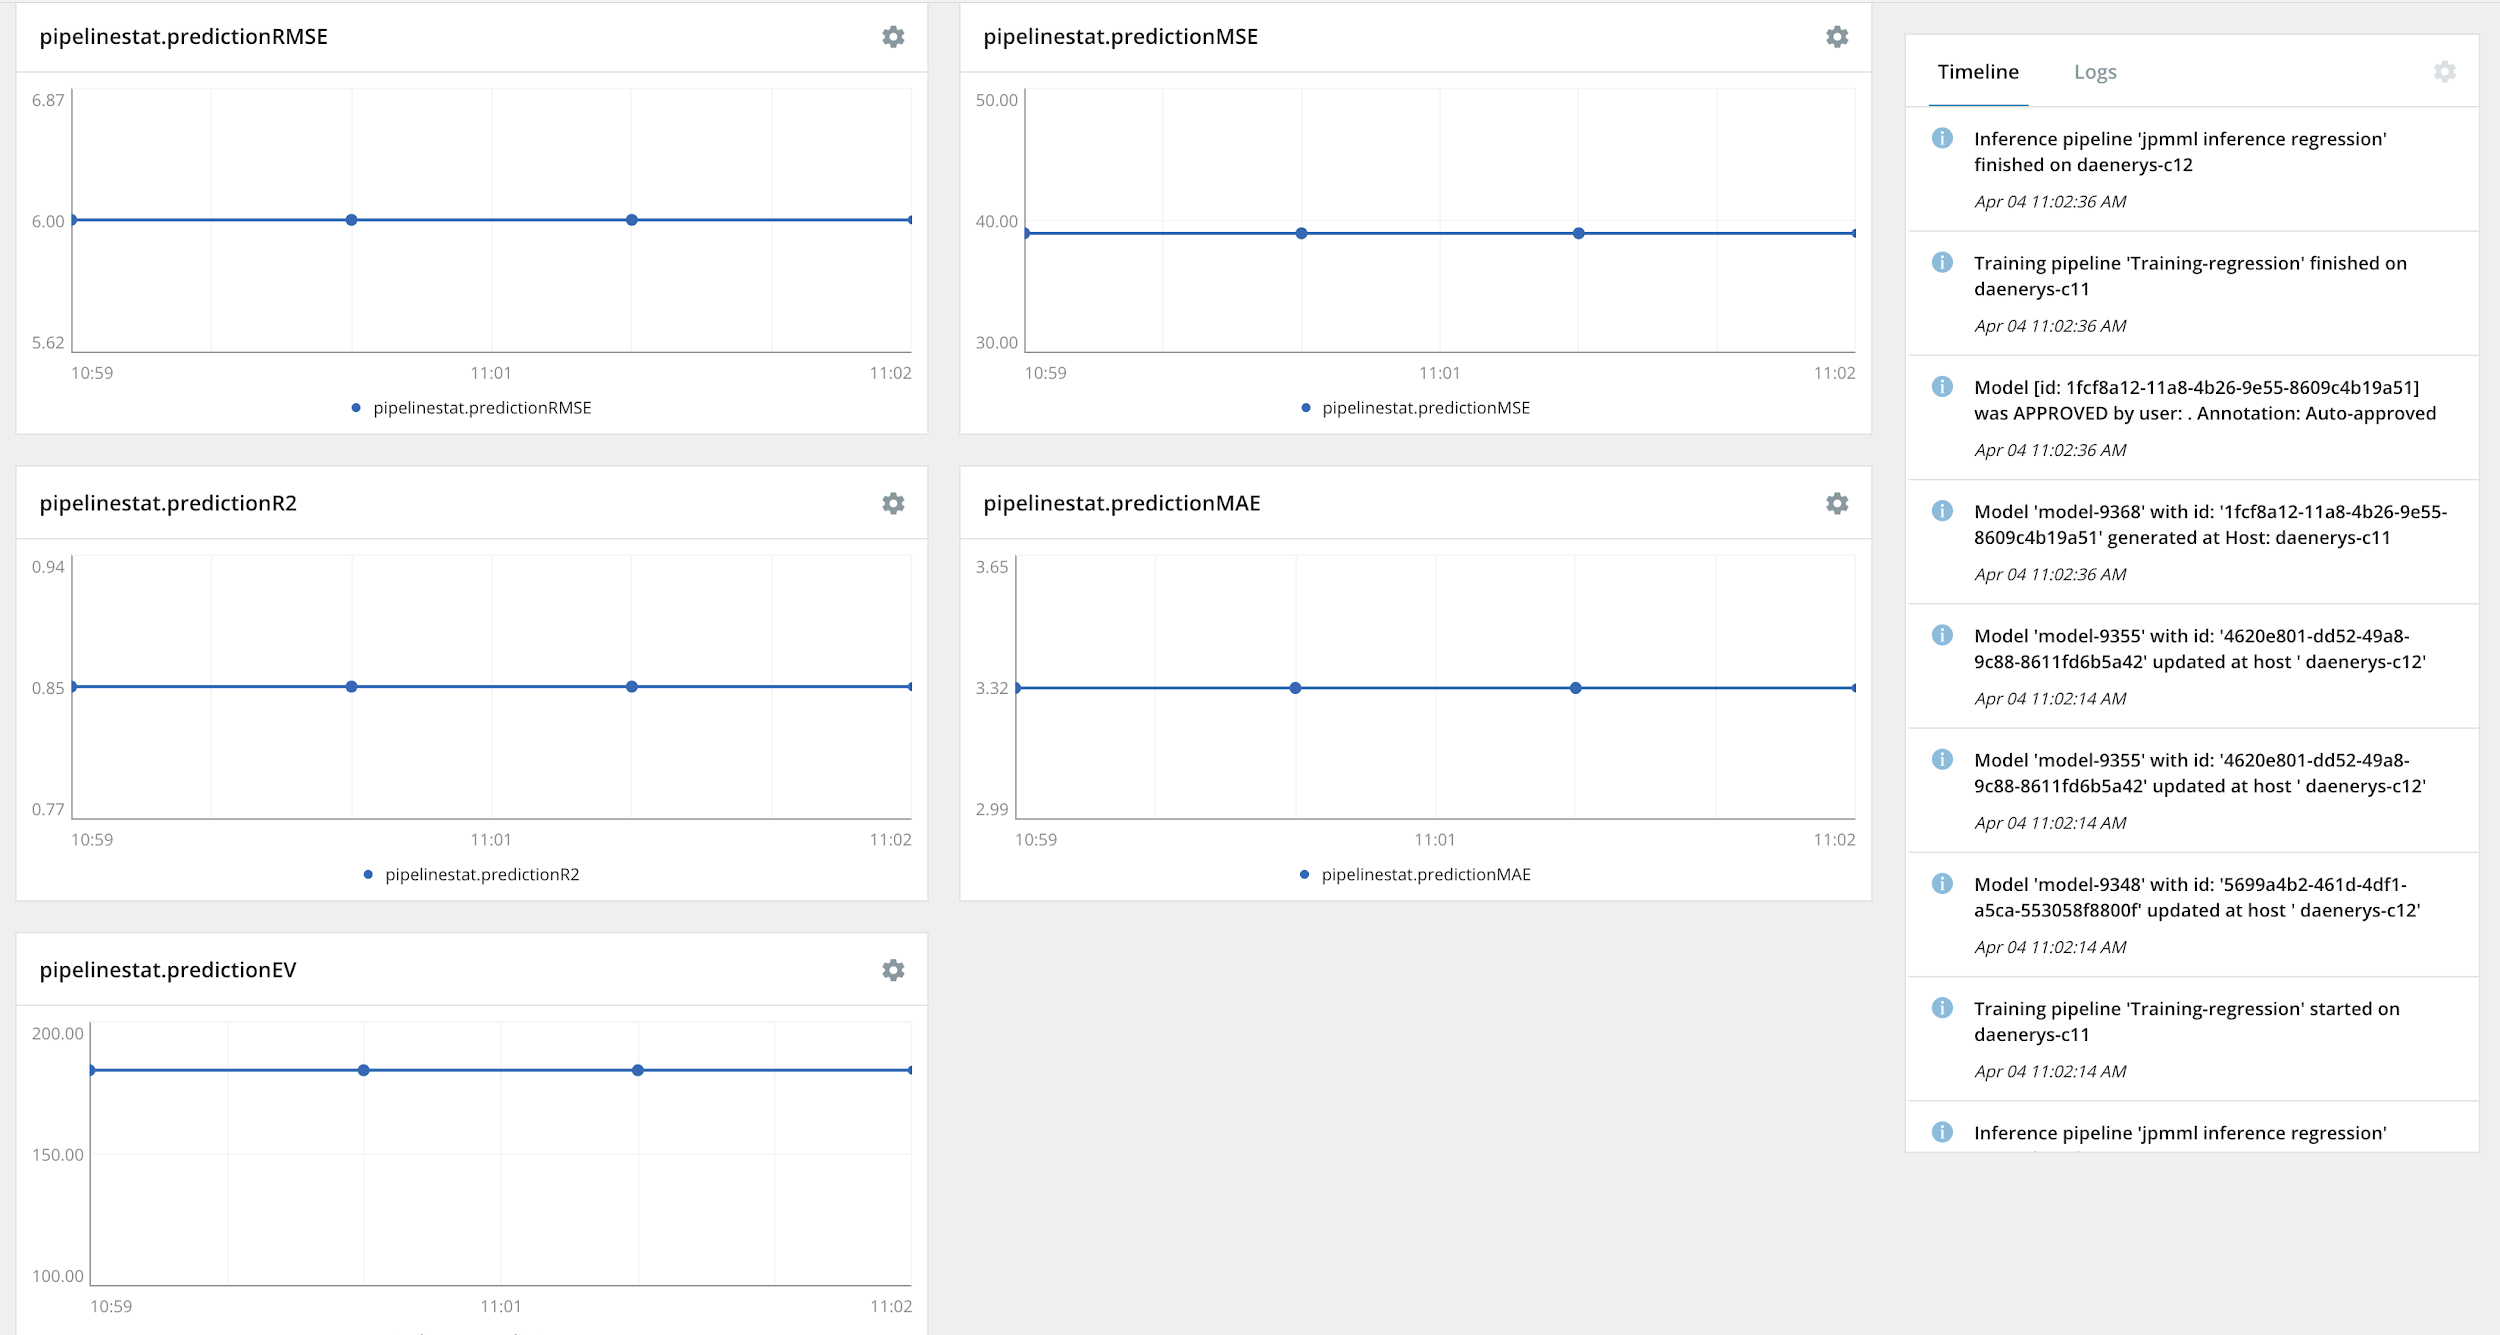 pipelinestat.predictionRMSE
6.87
6.00
5.62
10:59 11:01 11:02
pipelinestat.predictionRMSE
pipelinestat.predictionMSE
50.00
40.00
30.00
10:59 11:01 11:02
pipelinestat.predictionMSE
pipelinestat.predictionR2
0.94
0.85
0.77
10:59 11:01 11:02
pipelinestat.predictionR2
pipelinestat.predictionMAE
3.65
3.32
2.99
10:59 11:01 11:02
pipelinestat.predictionMAE
pipelinestat.predictionEV
200.00
150.00
100.00
10:59 11:01 11:02
Timeline Logs
Inference pipeline 'jpmml inference regression'
finished on daenerys-c12
Apr 04 11:02:36 AM
Training pipeline 'Training-regression' finished on
daenerys-c11
Apr 04 11:02:36 AM
Model [id: 1fcf8a12-11a8-4b26-9e55-8609c4b19a51]
was APPROVED by user: . Annotation: Auto-approved
Apr 04 11:02:36 AM
Model 'model-9368' with id: '1fcf8a12-11a8-4b26-9e55-
8609c4b19a51' generated at Host: daenerys-c11
Apr 04 11:02:36 AM
Model 'model-9355' with id: '4620e801-dd52-49a8-
9c88-8611fd6b5a42' updated at host ' daenerys-c12'
Apr 04 11:02:14 AM
Model 'model-9355' with id: '4620e801-dd52-49a8-
9c88-8611fd6b5a42' updated at host ' daenerys-c12'
Apr 04 11:02:14 AM
Model 'model-9348' with id: '5699a4b2-461d-4df1-
a5ca-553058f8800f' updated at host ' daenerys-c12'
Apr 04 11:02:14 AM
Training pipeline 'Training-regression' started on
daenerys-c11
Apr 04 11:02:14 AM
Inference pipeline 'jpmml inference regression'